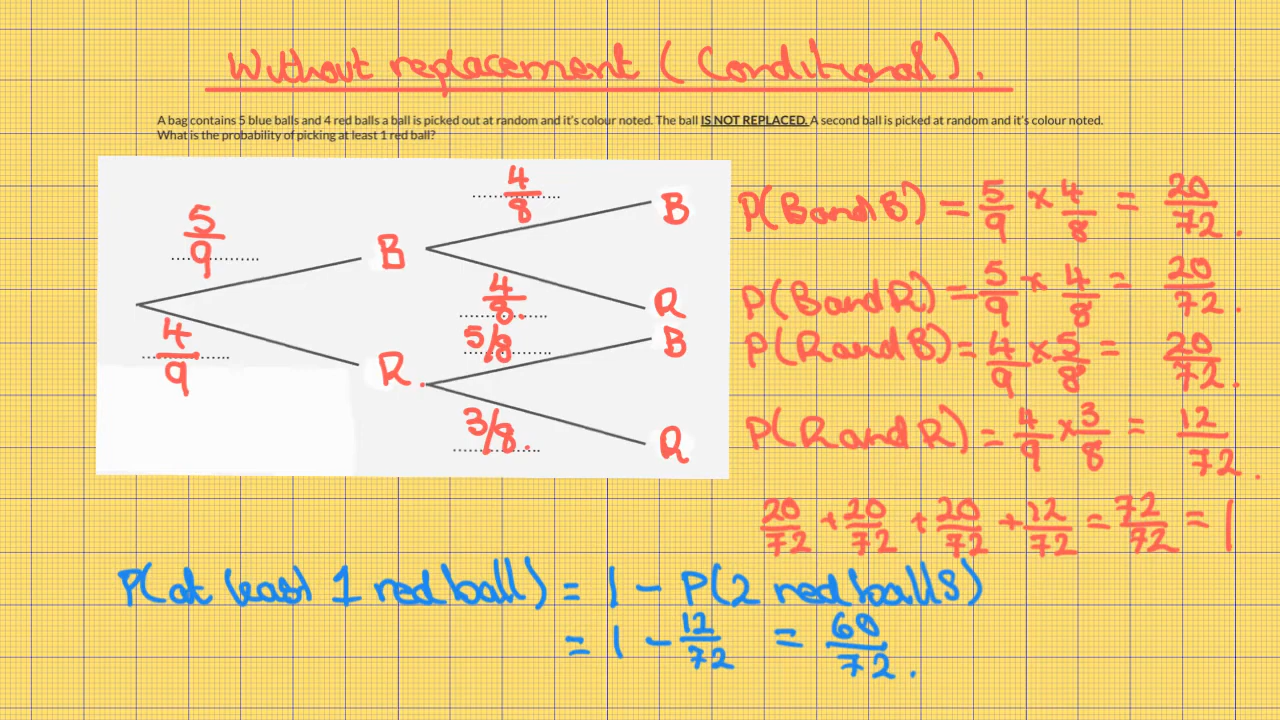 Without replacement (Conditional).
A bag contains 5 blue balls and 4 red balls a ball is picked out at random and it's colour noted. The ball IS NOT REPLACED. A second ball is picked at random and it's colour noted.
What is the probability of picking at least 1 red ball?
4/8
B
5/9
B
4/8.
R
5/8
B
4/9
R.
3/8.
R
P(B and B) = 5/9 × 4/8 = 20/72.
P(B and R) = 5/9 × 4/8 = 20/72.
P(R and B) = 4/9 × 5/8 = 20/72.
P(R and R) = 4/9 × 3/8 = 12/72.
20/72 + 20/72 + 20/72 + 12/72 = 72/72 = 1
P(at least 1 red ball) = 1 - P(2 red balls)
= 1 - 12/72 = 60/72.